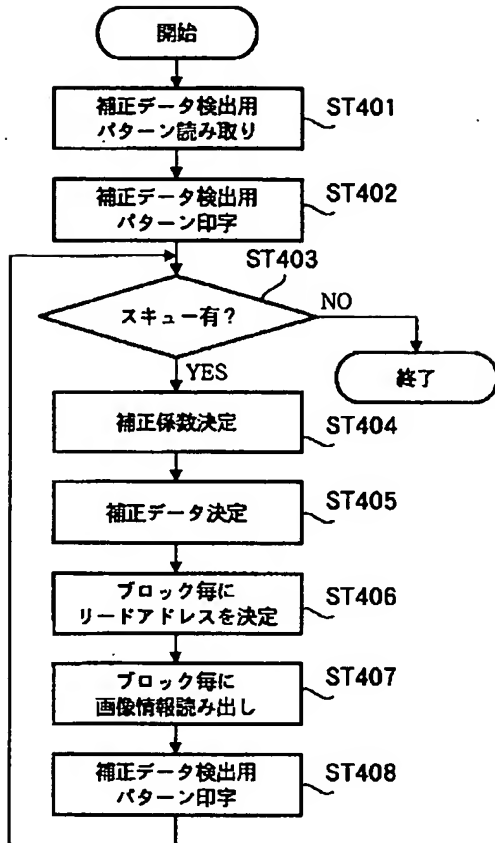 開始
補正データ検出用
パターン読み取り
ST401
補正データ検出用
パターン印字
ST402
ST403
スキュー有?
NO
終了
YES
補正係数決定
ST404
補正データ決定
ST405
ブロック毎に
リードアドレスを決定
ST406
ブロック毎に
画像情報読み出し
ST407
補正データ検出用
パターン印字
ST408